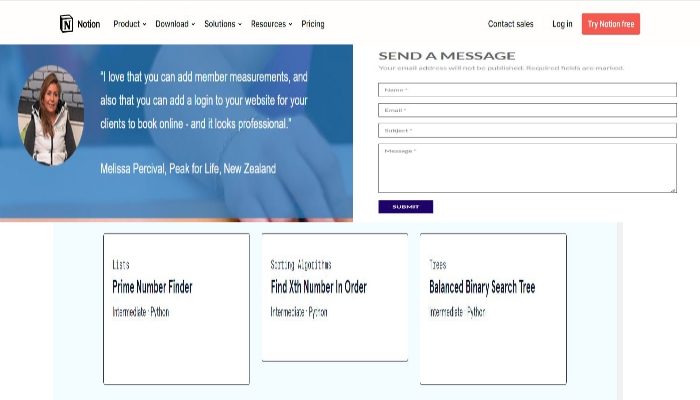 Notion Product Download Solutions Resources Pricing Contact sales Log in Try Notion free
"I love that you can add member measurements, and
also that you can add a login to your website for your
clients to book online - and it looks professional."
Melissa Percival, Peak for Life, New Zealand
SEND A MESSAGE
Your email address will not be published. Required fields are marked.
Name *
Email *
Subject *
Message *
SUBMIT
Lists
Prime Number Finder
Intermediate · Python
Sorting Algorithms
Find Xth Number In Order
Intermediate · Python
Trees
Balanced Binary Search Tree
Intermediate · Python